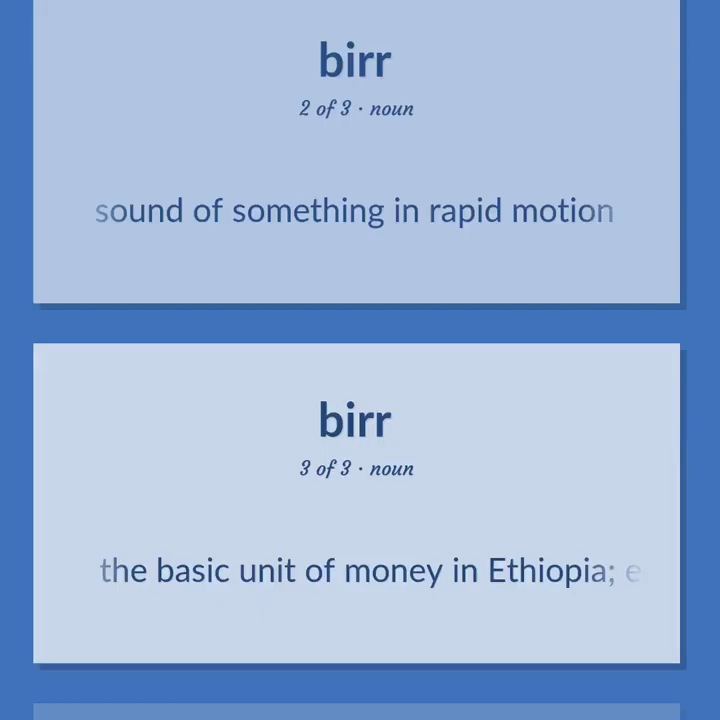 birr
2 of 3 · noun
sound of something in rapid motion
birr
3 of 3 · noun
the basic unit of money in Ethiopia; e